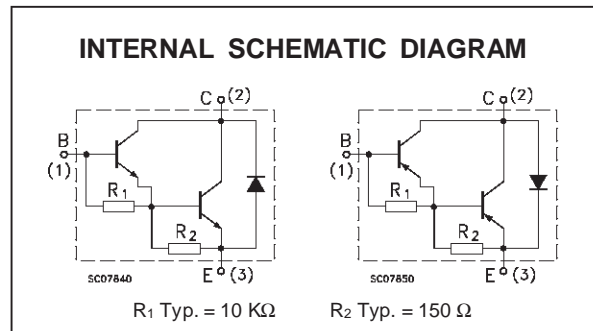 INTERNAL SCHEMATIC DIAGRAM
C (2)
B
(1)
R1
R2
E (3)
SC07840
C (2)
B
(1)
R1
R2
E (3)
SC07850
R1 Typ. = 10 KΩ R2 Typ. = 150 Ω